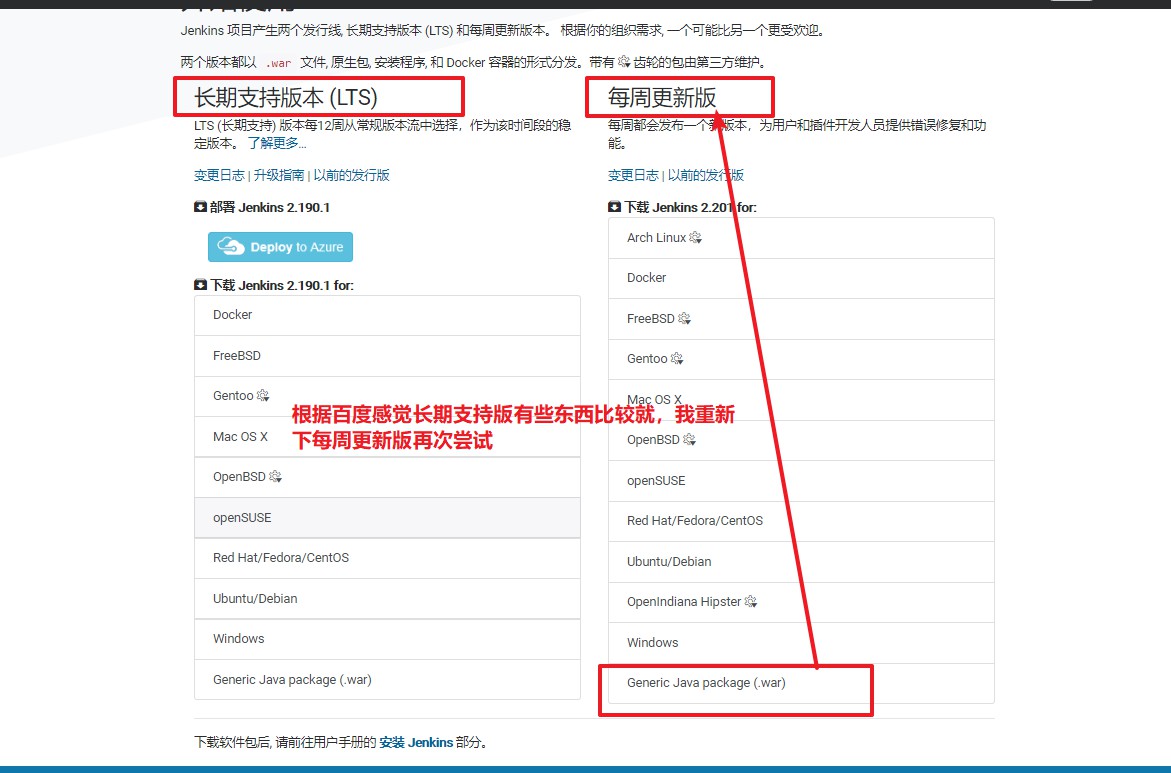 Jenkins 项目产生两个发行线, 长期支持版本 (LTS) 和每周更新版本。 根据你的组织需求, 一个可能比另一个更受欢迎。
两个版本都以 .war 文件, 原生包, 安装程序, 和 Docker 容器的形式分发。带有 齿轮的包由第三方维护。
长期支持版本 (LTS)
LTS (长期支持) 版本每12周从常规版本流中选择，作为该时间段的稳
定版本。 了解更多...
变更日志 | 升级指南 | 以前的发行版
部署 Jenkins 2.190.1
Deploy to Azure
下载 Jenkins 2.190.1 for:
Docker
FreeBSD
Gentoo
Mac OS X
OpenBSD
openSUSE
Red Hat/Fedora/CentOS
Ubuntu/Debian
Windows
Generic Java package (.war)
每周更新版
每周都会发布一个新版本，为用户和插件开发人员提供错误修复和功
能。
变更日志 | 以前的发行版
下载 Jenkins 2.201 for:
Arch Linux
Docker
FreeBSD
Gentoo
Mac OS X
OpenBSD
openSUSE
Red Hat/Fedora/CentOS
Ubuntu/Debian
OpenIndiana Hipster
Windows
Generic Java package (.war)
根据百度感觉长期支持版有些东西比较就，我重新
下每周更新版再次尝试
下载软件包后, 请前往用户手册的 安装 Jenkins 部分。